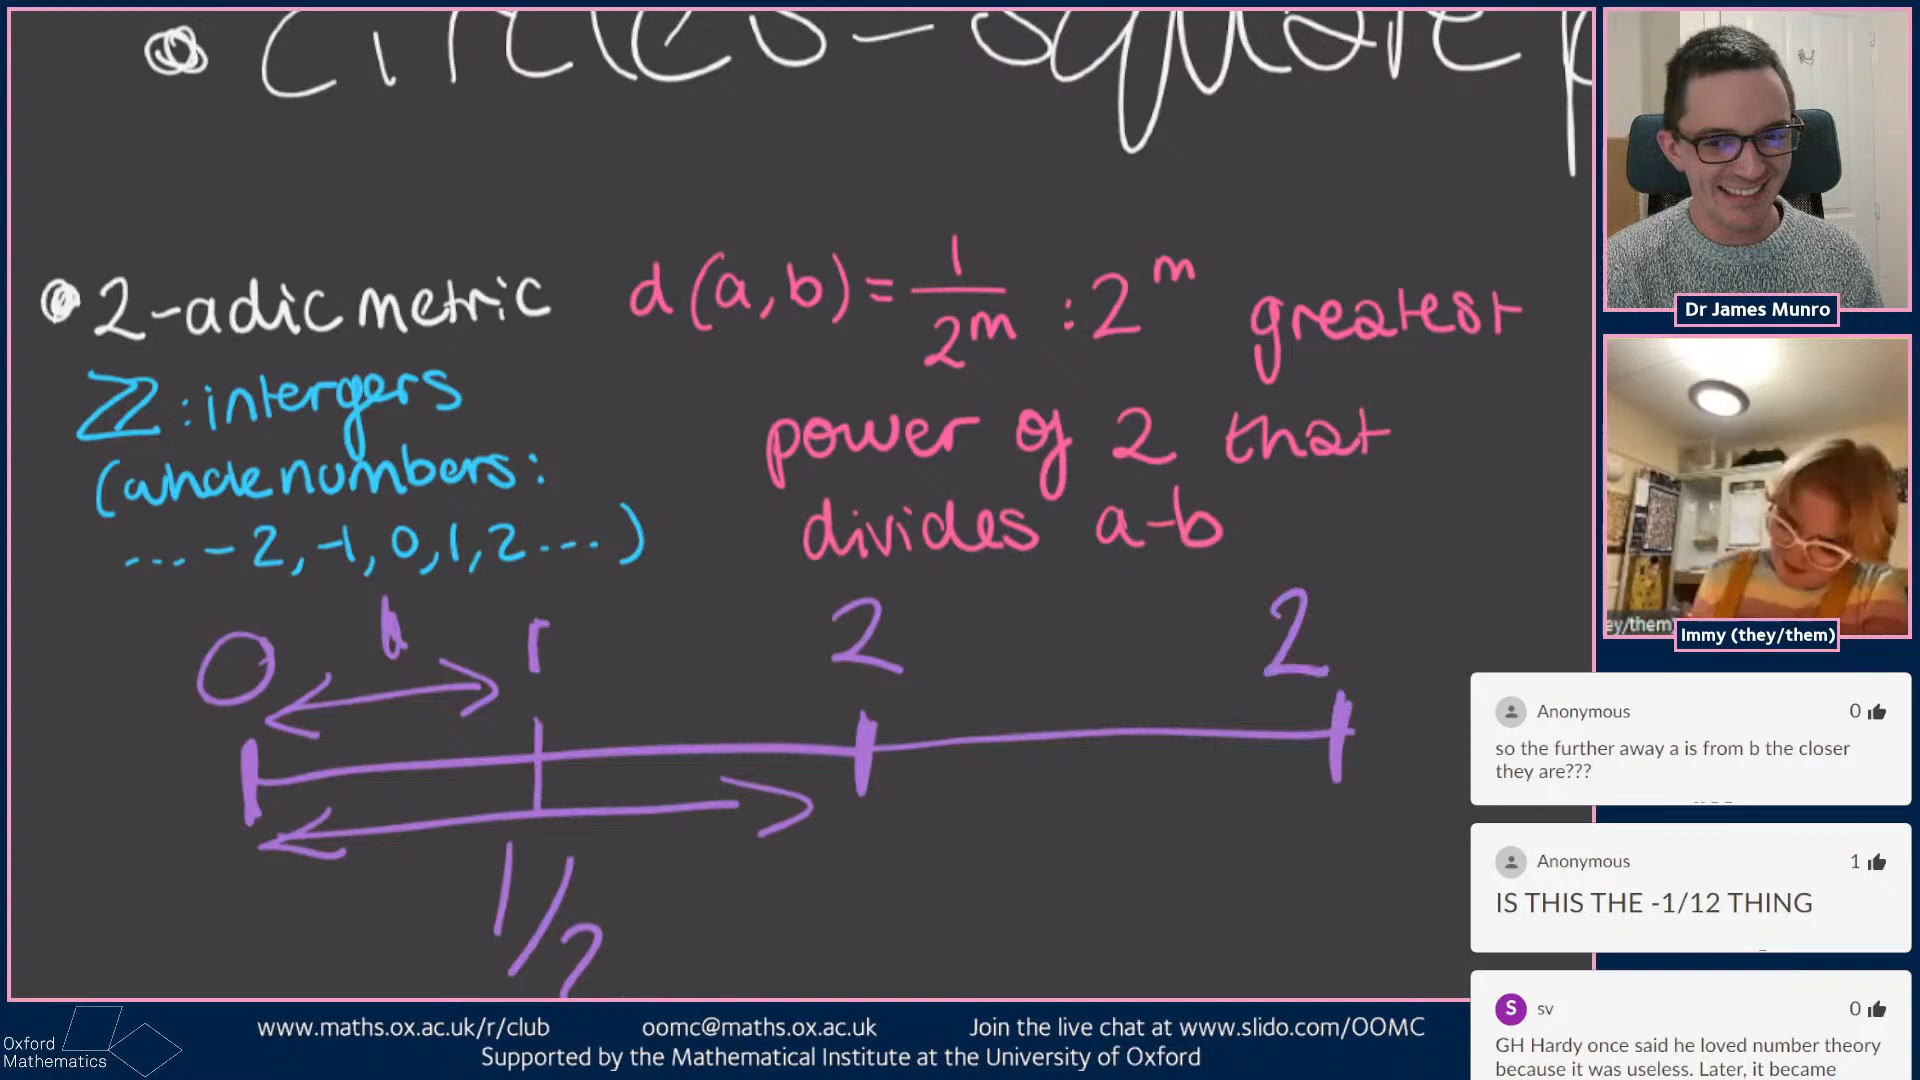 • circles-square p
• 2-adic metric
d(a,b) = 1/2^m : 2^m greatest
power of 2 that
divides a-b
ℤ: intergers
(whole numbers:
... -2, -1, 0, 1, 2 ... )
0 1 2 2
1/2
Dr James Munro
ey/them)
Immy (they/them)
Anonymous 0
so the further away a is from b the closer
they are???
Anonymous 1
IS THIS THE -1/12 THING
S sv 0
GH Hardy once said he loved number theory
because it was useless. Later, it became
Oxford
Mathematics
www.maths.ox.ac.uk/r/club oomc@maths.ox.ac.uk Join the live chat at www.slido.com/OOMC
Supported by the Mathematical Institute at the University of Oxford